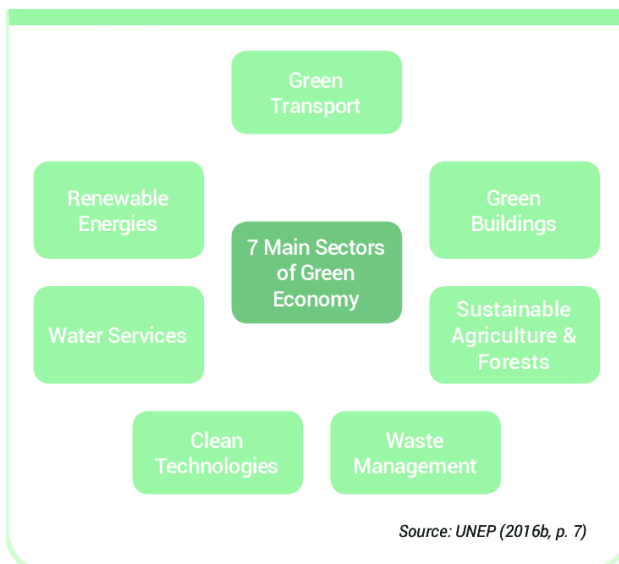 Green
Transport
Renewable
Energies
Green
Buildings
7 Main Sectors
of Green
Economy
Water Services
Sustainable
Agriculture &
Forests
Clean
Technologies
Waste
Management
Source: UNEP (2016b, p. 7)